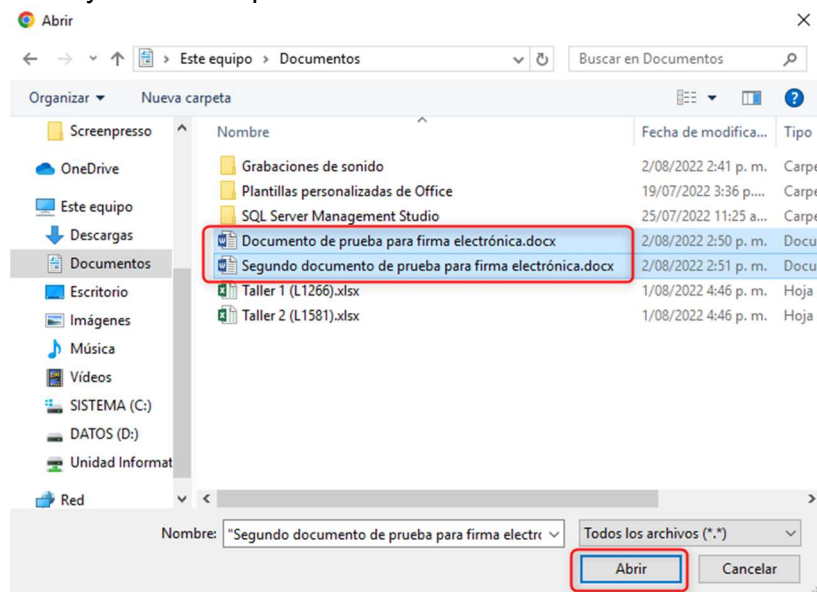 Abrir
Este equipo > Documentos
Buscar en Documentos
Organizar Nueva carpeta
Nombre Fecha de modifica... Tipo
Screenpresso
OneDrive
Este equipo
Descargas
Documentos
Escritorio
Imágenes
Música
Vídeos
SISTEMA (C:)
DATOS (D:)
Unidad Informat
Red
Grabaciones de sonido 2/08/2022 2:41 p. m. Carpe
Plantillas personalizadas de Office 19/07/2022 3:36 p.... Carpe
SQL Server Management Studio 25/07/2022 11:25 a... Carpe
Documento de prueba para firma electrónica.docx 2/08/2022 2:50 p. m. Docu
Segundo documento de prueba para firma electrónica.docx 2/08/2022 2:51 p. m. Docu
Taller 1 (L1266).xlsx 1/08/2022 4:46 p. m. Hoja
Taller 2 (L1581).xlsx 1/08/2022 4:46 p. m. Hoja
Nombre: "Segundo documento de prueba para firma electró Todos los archivos (*.*)
Abrir Cancelar